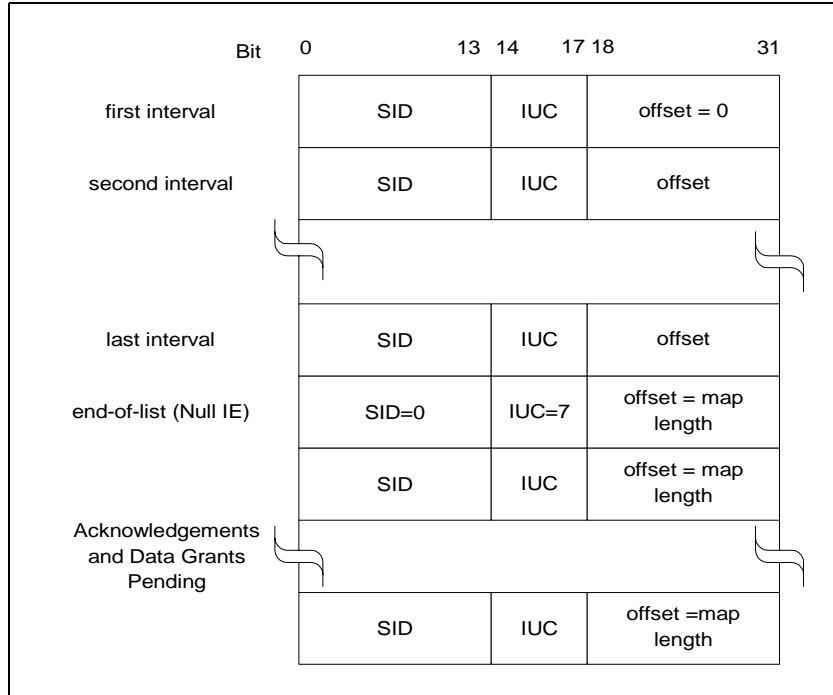 Bit 0 13 14 17 18 31
first interval SID IUC offset = 0
second interval SID IUC offset
last interval SID IUC offset
end-of-list (Null IE) SID=0 IUC=7 offset = map
length
SID IUC offset = map
length
Acknowledgements
and Data Grants
Pending
SID IUC offset =map
length